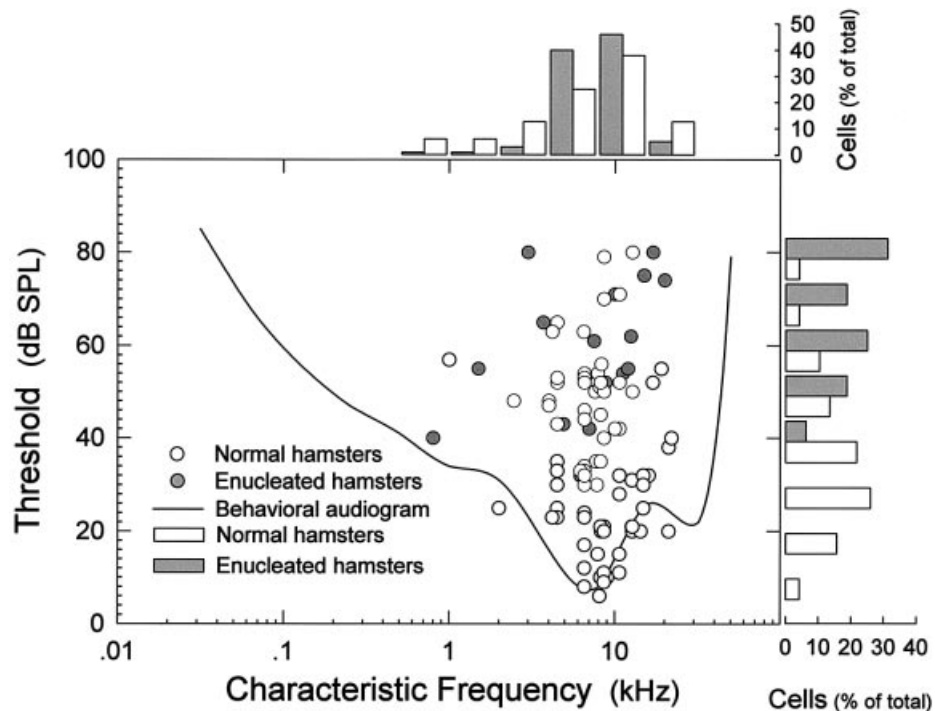 50
40
30
20
10
0
Cells (% of total)
100
80
60
40
20
0
Threshold (dB SPL)
Normal hamsters
Enucleated hamsters
Behavioral audiogram
Normal hamsters
Enucleated hamsters
.01
.1
1
10
Characteristic Frequency (kHz)
0 10 20 30 40
Cells (% of total)